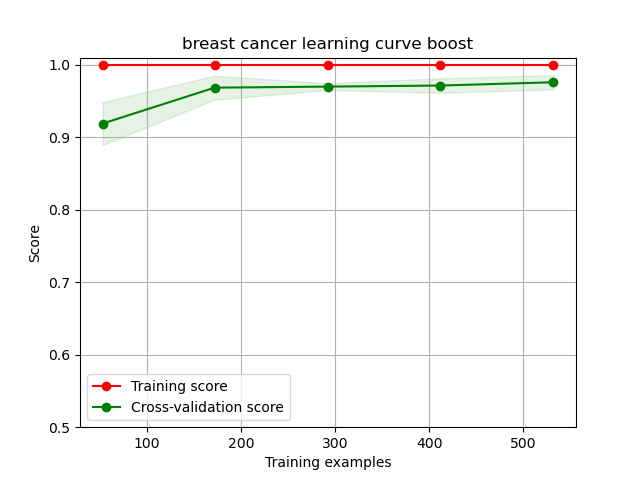 breast cancer learning curve boost
1.0
0.9
0.8
0.7
0.6
0.5
Score
Training score
Cross-validation score
100 200 300 400 500
Training examples